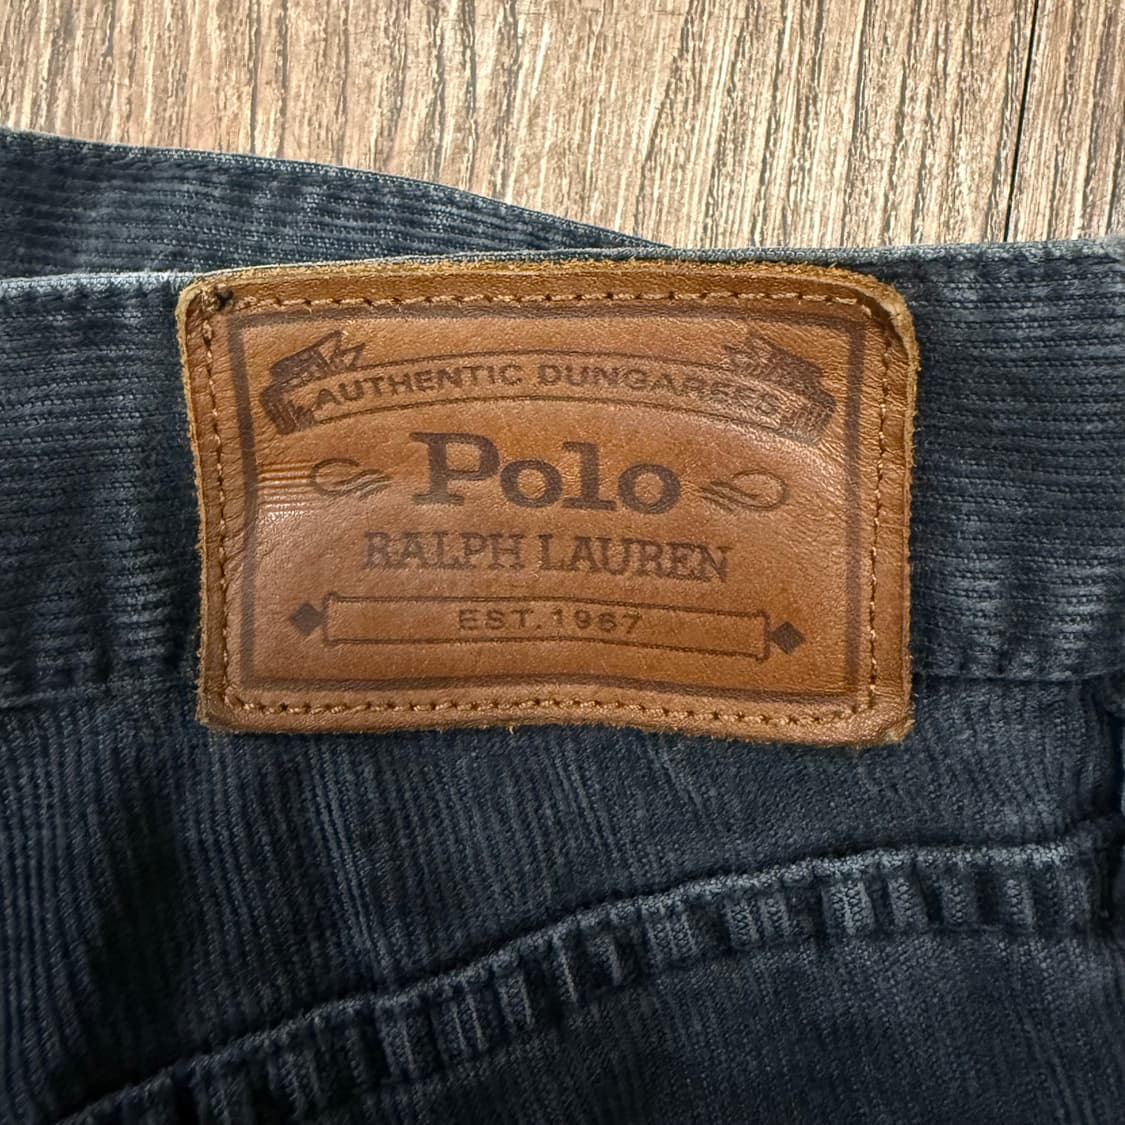 AUTHENTIC DUNGAREES
Polo
RALPH LAUREN
EST. 1967